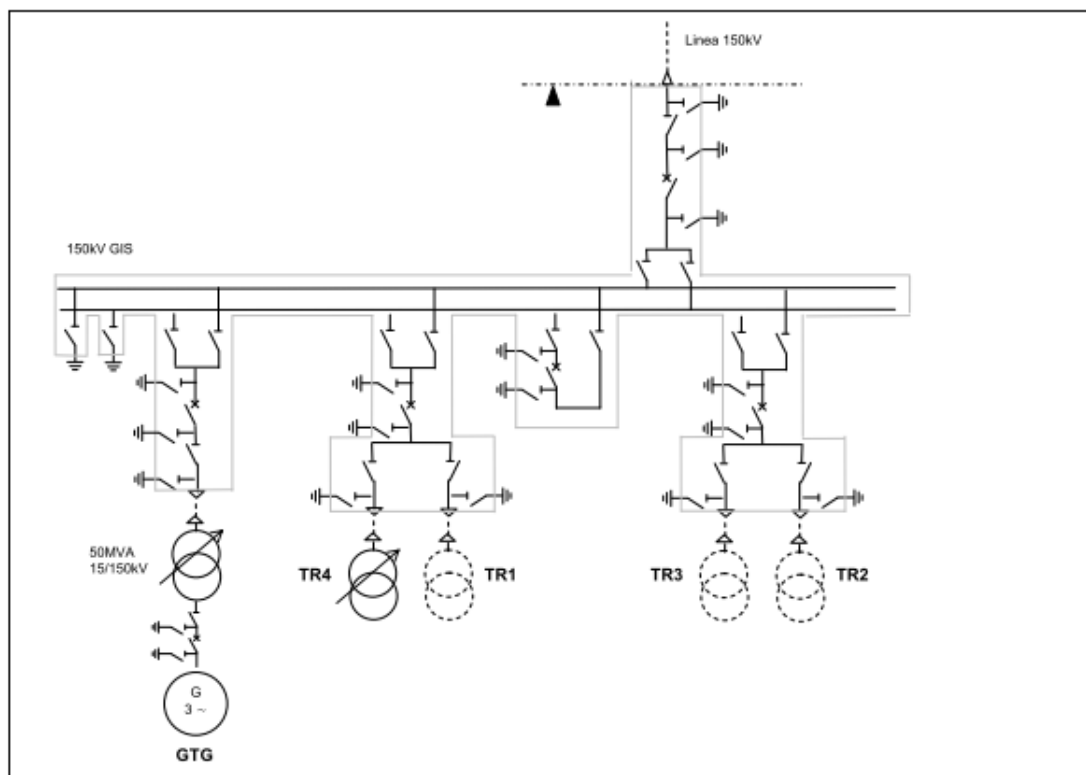 Linea 150kV
150kV GIS
50MVA
15/150kV
TR4
TR1
TR3
TR2
G
3 ~
GTG